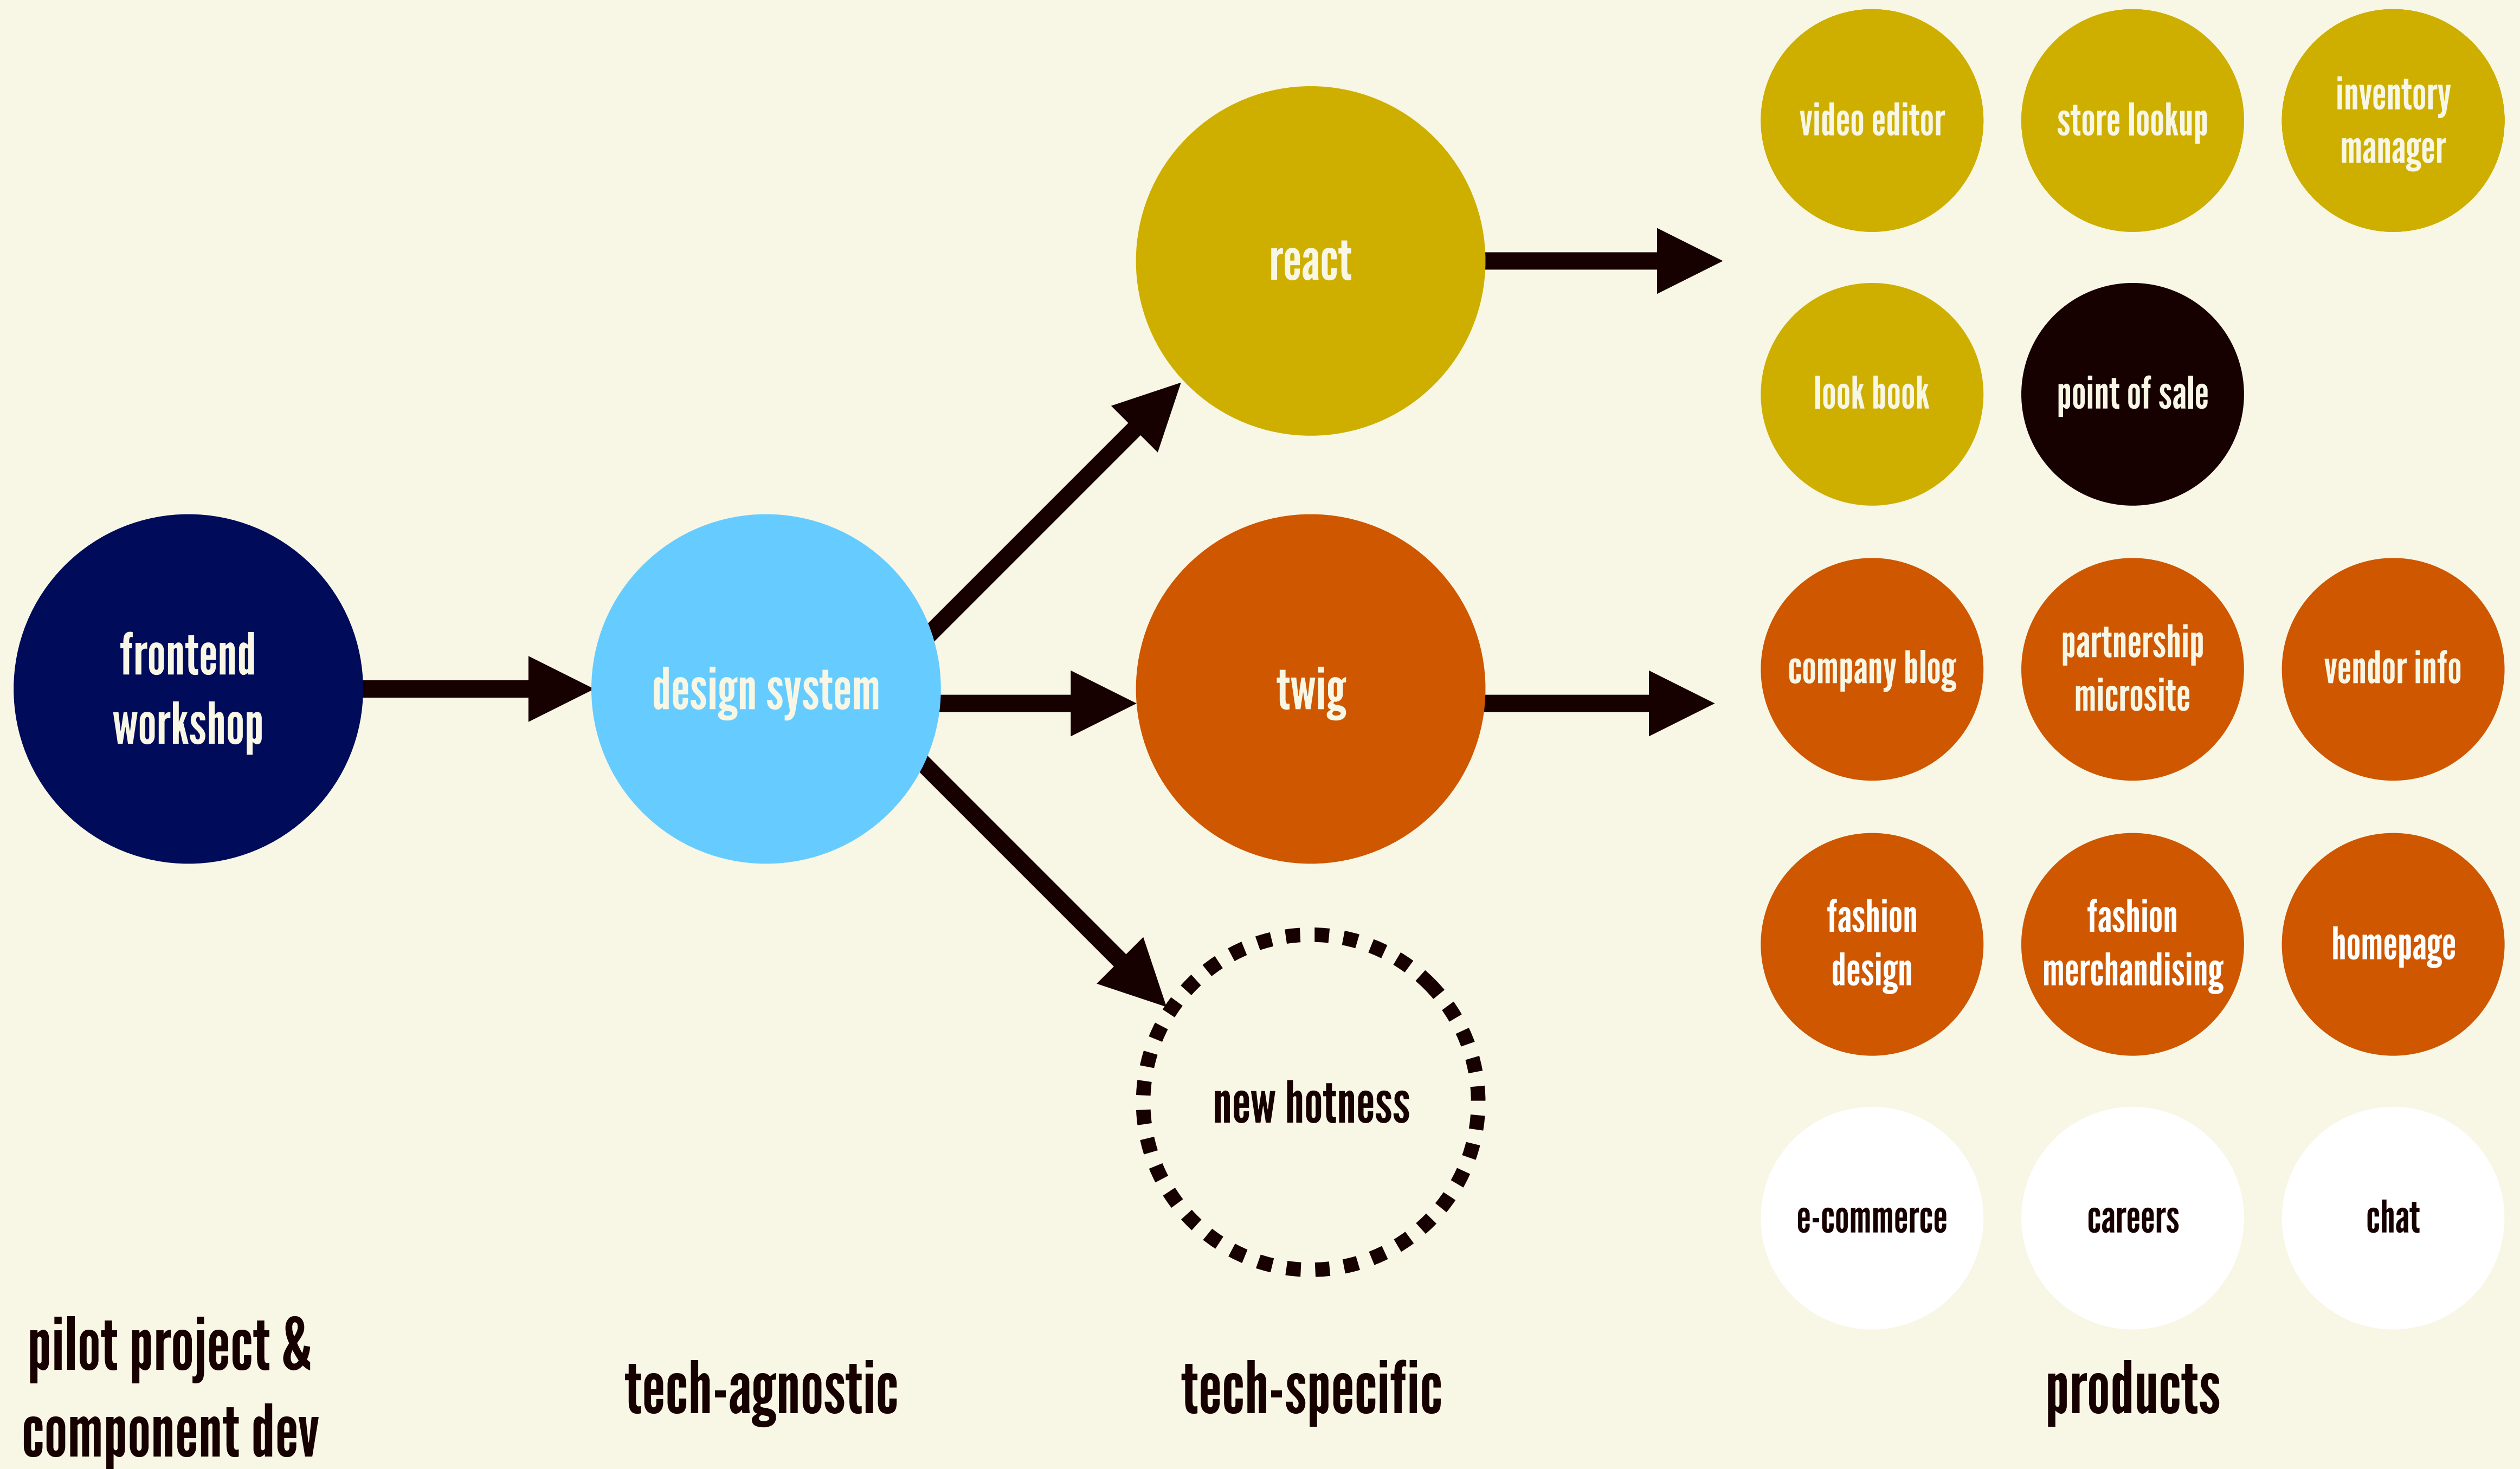 video editor
store lookup
inventory
manager
react
look book
point of sale
frontend
workshop
design system
twig
company blog
partnership
microsite
vendor info
fashion
design
fashion
merchandising
homepage
new hotness
e-commerce
careers
chat
pilot project &
component dev
tech-agnostic
tech-specific
products